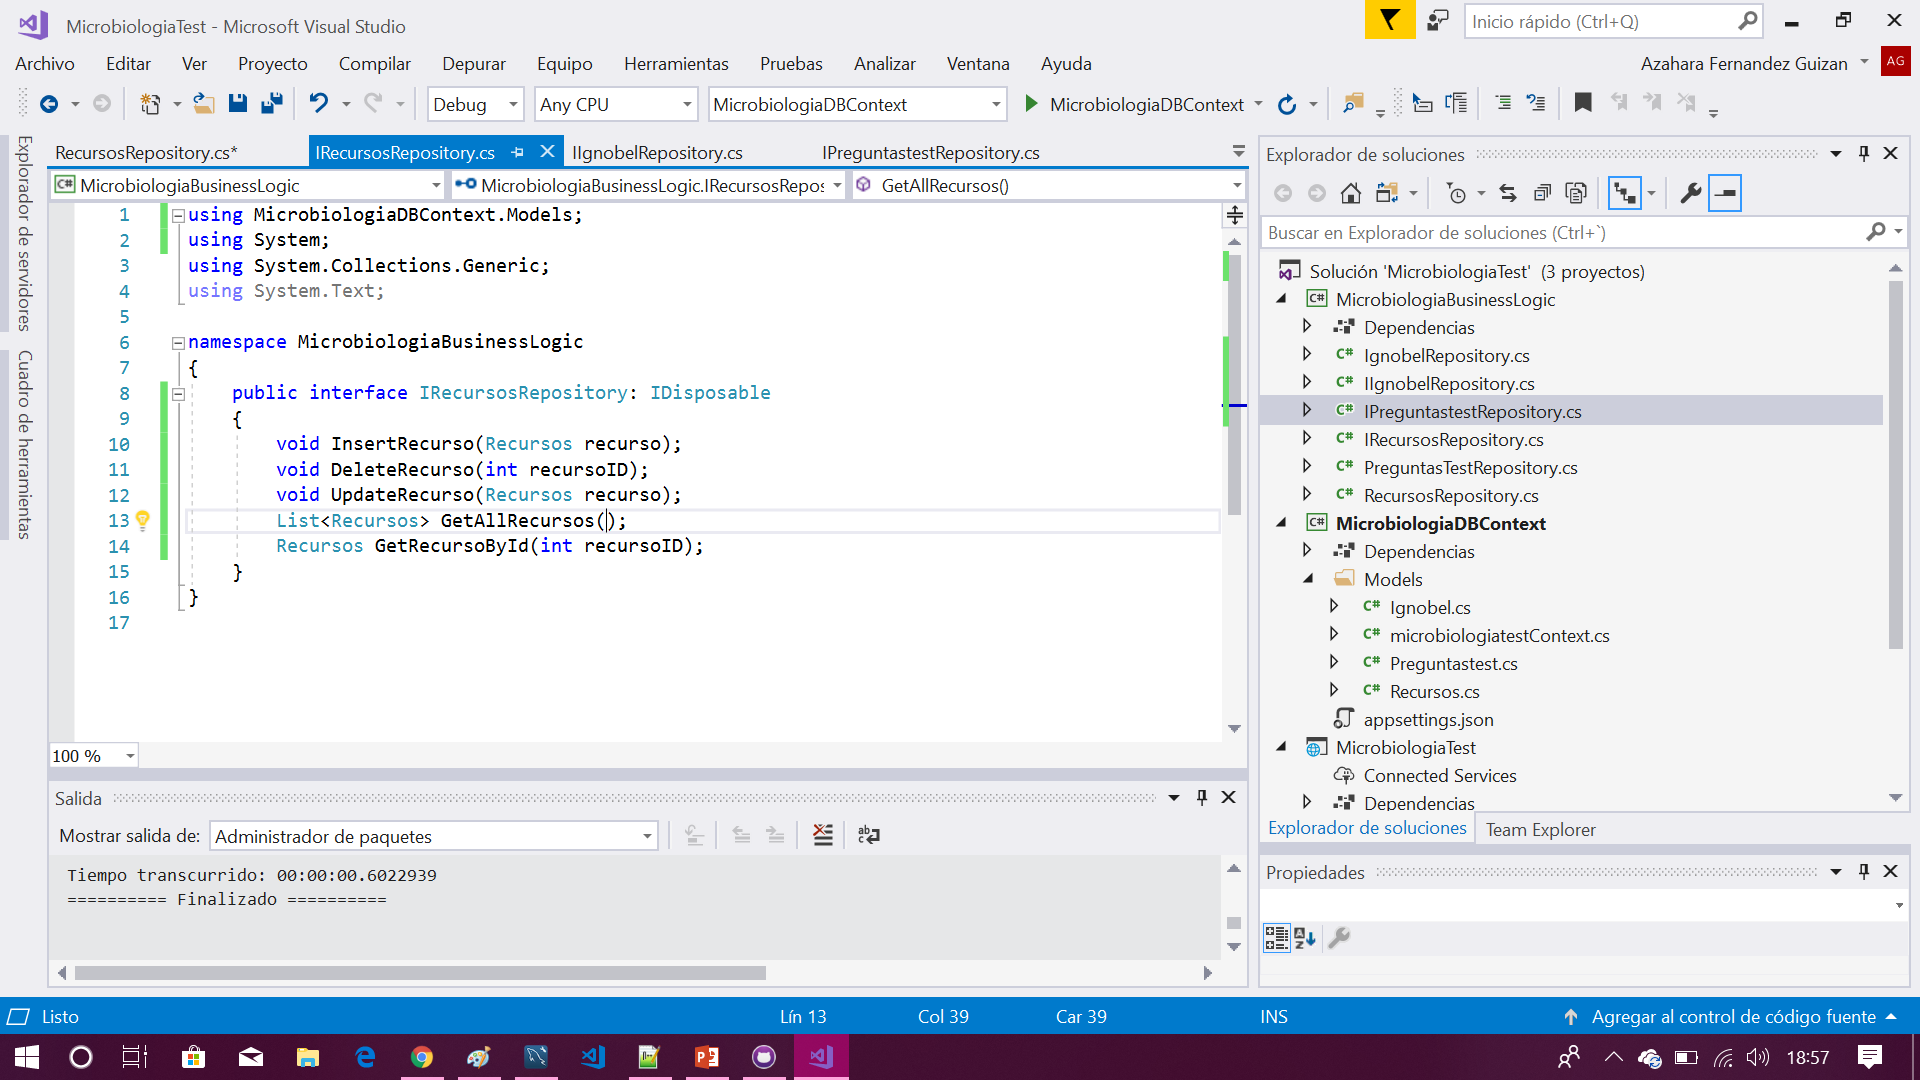 MicrobiologiaTest - Microsoft Visual Studio
Inicio rápido (Ctrl+Q)
Archivo Editar Ver Proyecto Compilar Depurar Equipo Herramientas Pruebas Analizar Ventana Ayuda
Azahara Fernandez Guizan AG
Debug Any CPU MicrobiologiaDBContext MicrobiologiaDBContext
Explorador de servidores
Cuadro de herramientas
RecursosRepository.cs* IRecursosRepository.cs IIgnobelRepository.cs IPreguntastestRepository.cs
C# MicrobiologiaBusinessLogic MicrobiologiaBusinessLogic.IRecursosRepos GetAllRecursos()
1 using MicrobiologiaDBContext.Models;
2 using System;
3 using System.Collections.Generic;
4 using System.Text;
5
6 namespace MicrobiologiaBusinessLogic
7 {
8 public interface IRecursosRepository: IDisposable
9 {
10 void InsertRecurso(Recursos recurso);
11 void DeleteRecurso(int recursoID);
12 void UpdateRecurso(Recursos recurso);
13 List<Recursos> GetAllRecursos();
14 Recursos GetRecursoById(int recursoID);
15 }
16 }
17
100 %
Salida
Mostrar salida de: Administrador de paquetes
Tiempo transcurrido: 00:00:00.6022939
========== Finalizado ==========
Explorador de soluciones
Buscar en Explorador de soluciones (Ctrl+`)
Solución 'MicrobiologiaTest' (3 proyectos)
C# MicrobiologiaBusinessLogic
Dependencias
C# IgnobelRepository.cs
C# IIgnobelRepository.cs
C# IPreguntastestRepository.cs
C# IRecursosRepository.cs
C# PreguntasTestRepository.cs
C# RecursosRepository.cs
C# MicrobiologiaDBContext
Dependencias
Models
C# Ignobel.cs
C# microbiologiatestContext.cs
C# Preguntastest.cs
C# Recursos.cs
appsettings.json
MicrobiologiaTest
Connected Services
Dependencias
Explorador de soluciones Team Explorer
Propiedades
Listo Lín 13 Col 39 Car 39 INS Agregar al control de código fuente
18:57